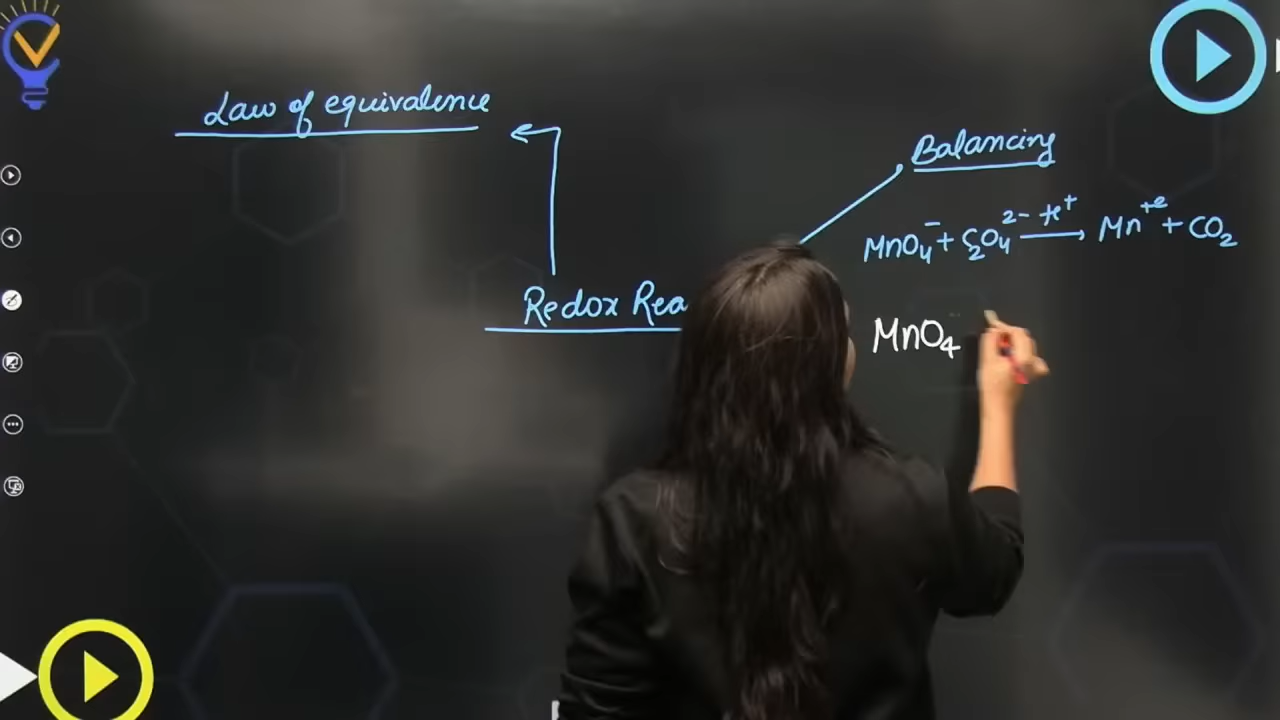 Law of equivalence
Balancing
MnO₄⁻ + C₂O₄²⁻ H⁺ → Mn⁺² + CO₂
Redox Rea
MnO₄